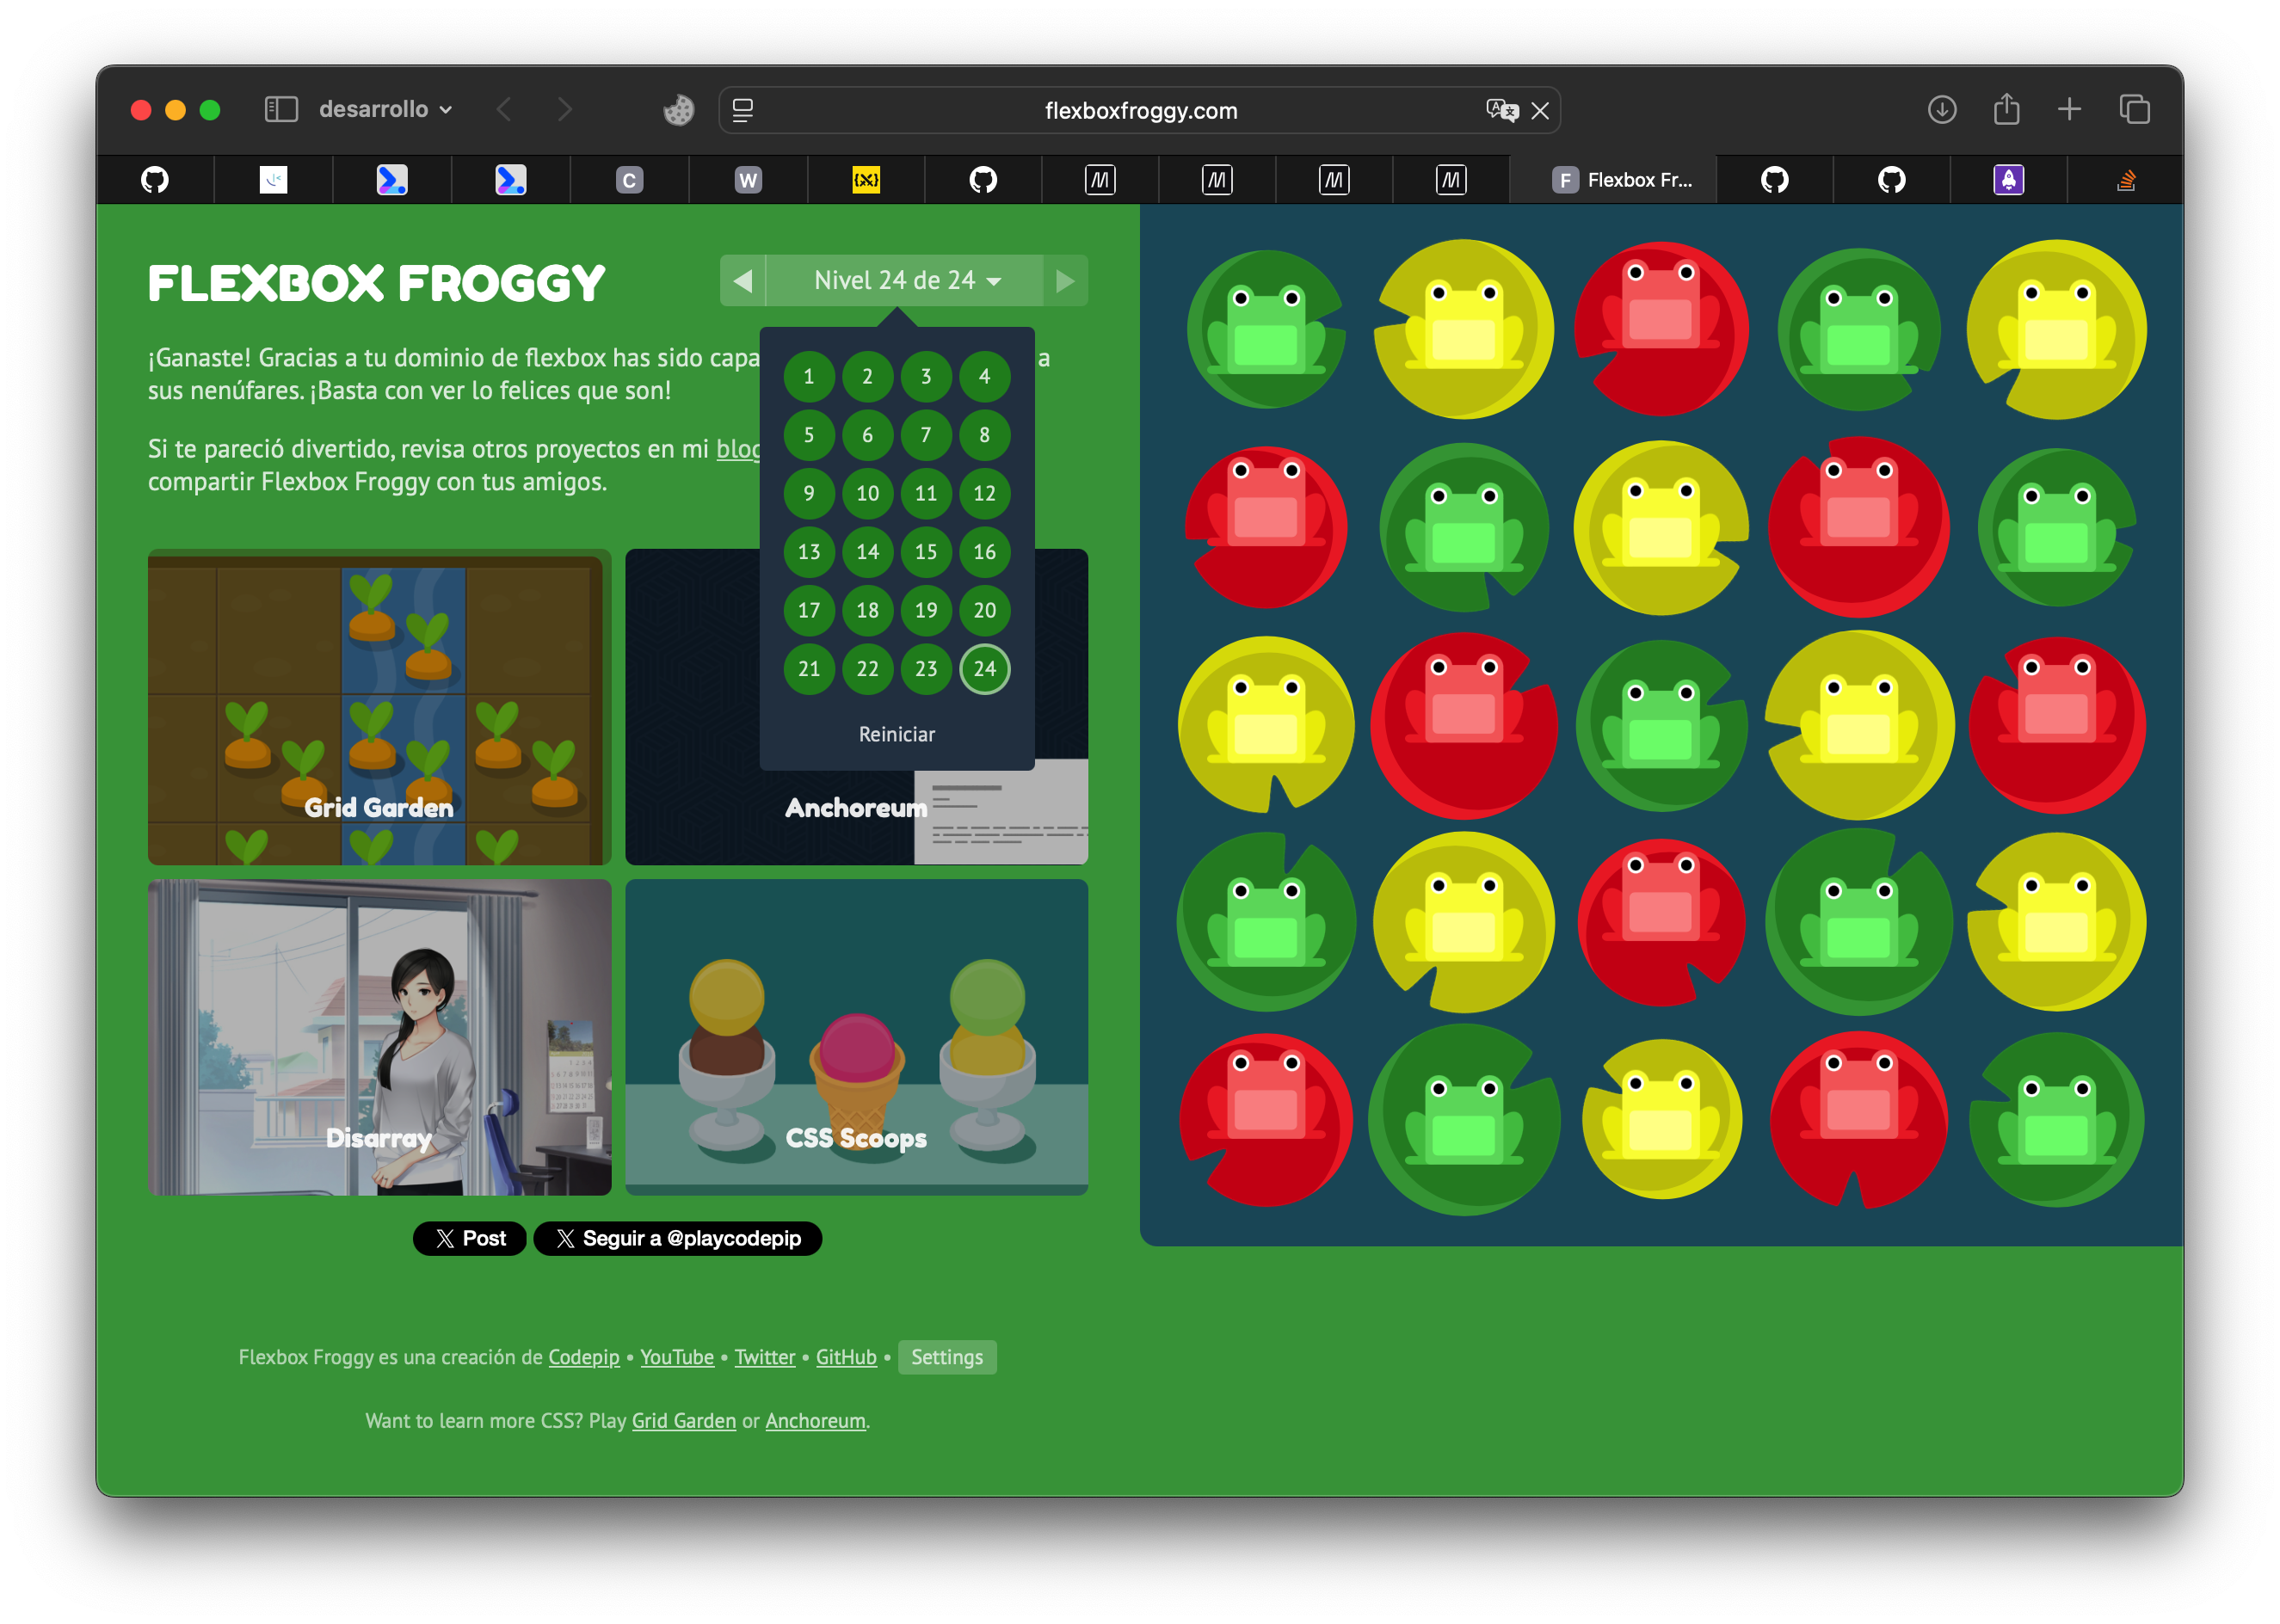 desarrollo
flexboxfroggy.com
C
W
F Flexbox Fr...
FLEXBOX FROGGY
Nivel 24 de 24
¡Ganaste! Gracias a tu dominio de flexbox has sido capa
a
sus nenúfares. ¡Basta con ver lo felices que son!
Si te pareció divertido, revisa otros proyectos en mi blog
compartir Flexbox Froggy con tus amigos.
1 2 3 4
5 6 7 8
9 10 11 12
13 14 15 16
17 18 19 20
21 22 23 24
Reiniciar
Grid Garden
Anchoreum
Disarray
CSS Scoops
Post
Seguir a @playcodepip
Flexbox Froggy es una creación de Codepip • YouTube • Twitter • GitHub • Settings
Want to learn more CSS? Play Grid Garden or Anchoreum.